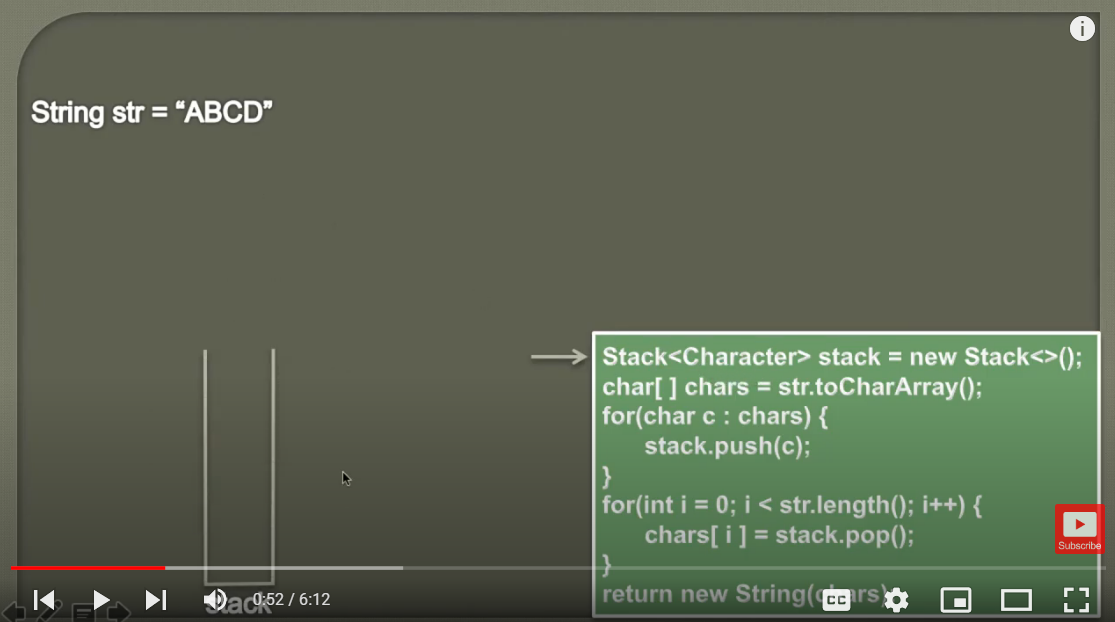 String str = “ABCD”
Stack<Character> stack = new Stack<>();
char[ ] chars = str.toCharArray();
for(char c : chars) {
stack.push(c);
}
for(int i = 0; i < str.length(); i++) {
chars[ i ] = stack.pop();
}
return new String(chars)
Subscribe
stack
0:52 / 6:12
CC
i